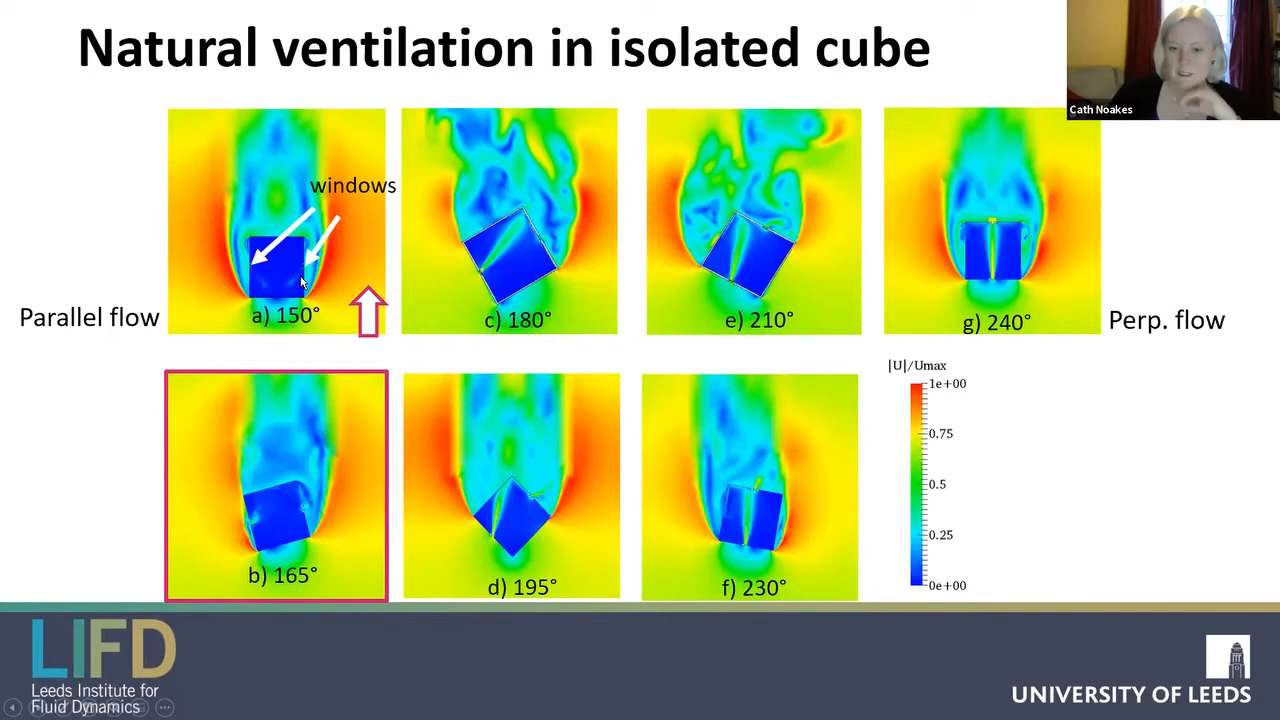 Natural ventilation in isolated cube
Cath Noakes
windows
Parallel flow
a) 150°
c) 180°
e) 210°
g) 240°
Perp. flow
b) 165°
d) 195°
f) 230°
|U|/Umax
1e+00
0.75
0.5
0.25
0e+00
LIFD
Leeds Institute for
Fluid Dynamics
UNIVERSITY OF LEEDS